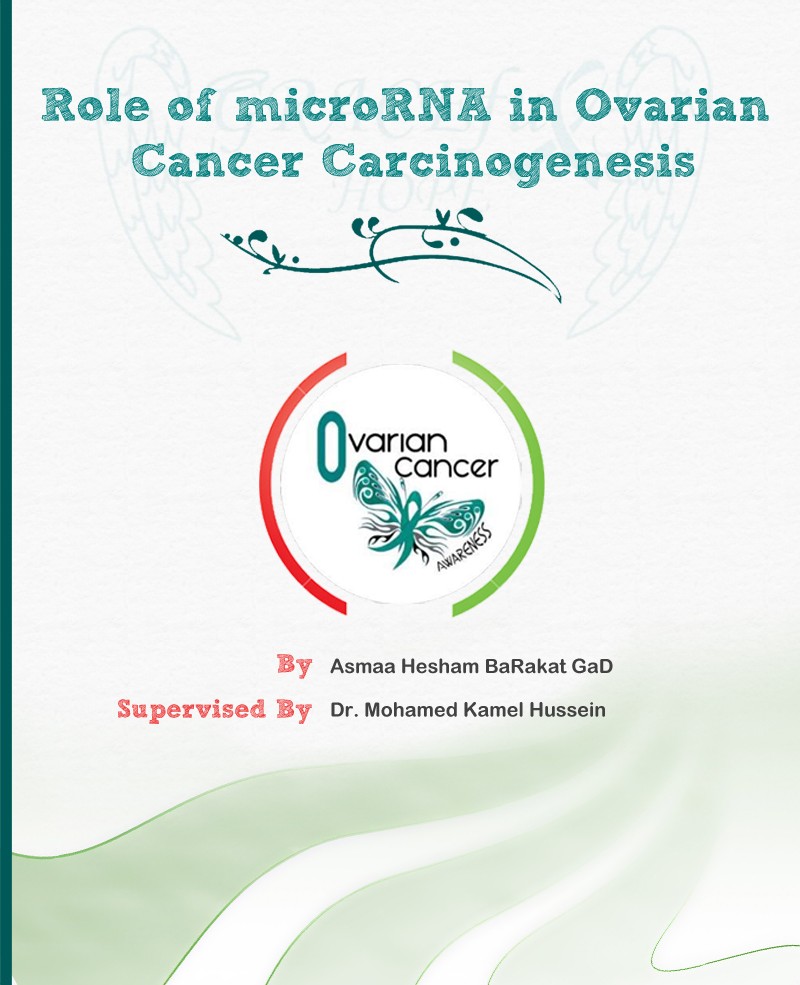 Role of microRNA in Ovarian
Cancer Carcinogenesis
HOPE
Ovarian
cancer
AWARENESS
By Asmaa Hesham BaRakat GaD
Supervised By Dr. Mohamed Kamel Hussein